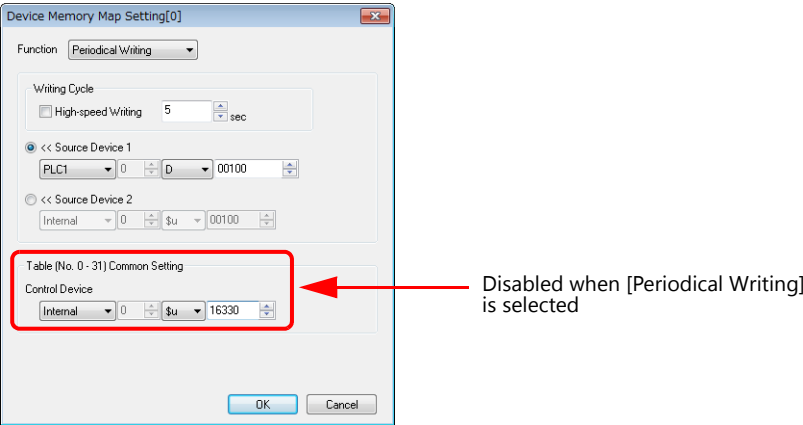 Device Memory Map Setting[0]
Function Periodical Writing
Writing Cycle
High-speed Writing 5 sec
<< Source Device 1
PLC1 0 D 00100
<< Source Device 2
Internal 0 $u 00100
Table (No. 0 - 31) Common Setting
Control Device
Internal 0 $u 16330
Disabled when [Periodical Writing]
is selected
OK Cancel